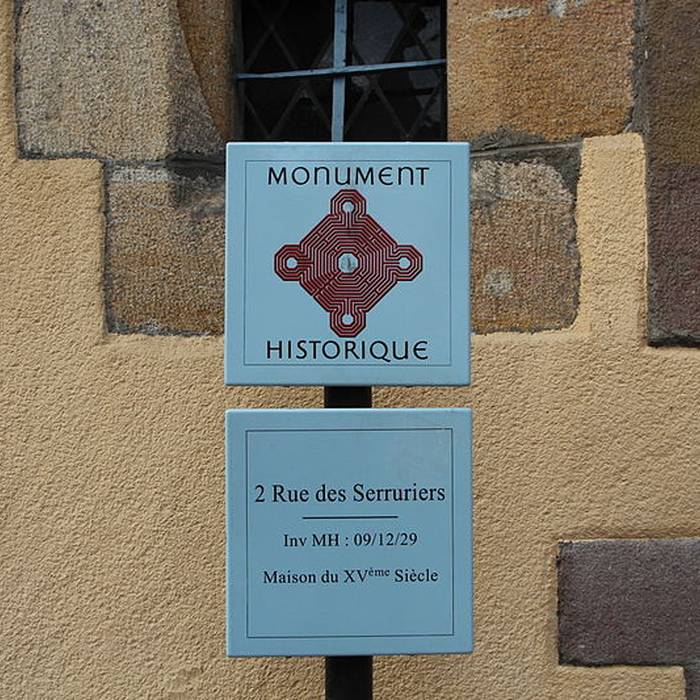 MONUMENT
HISTORIQUE
2 Rue des Serruriers
Inv MH : 09/12/29
Maison du XVème Siècle